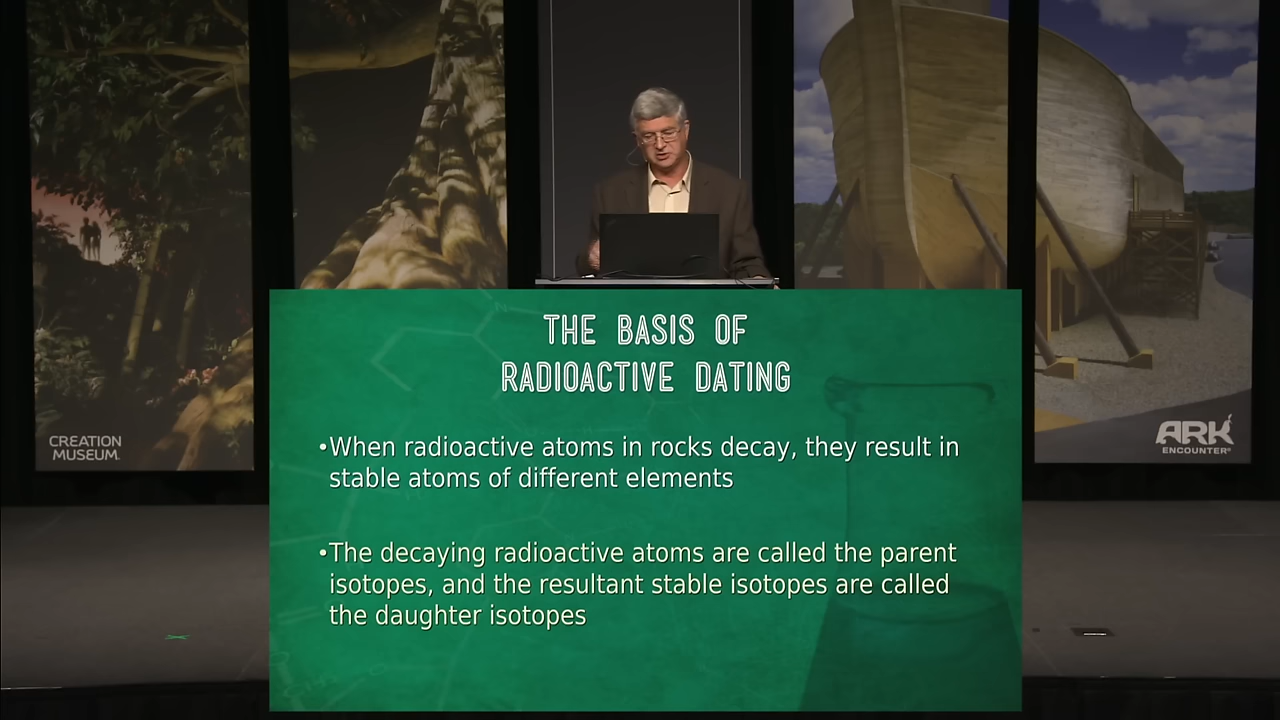 THE BASIS OF
RADIOACTIVE DATING
•When radioactive atoms in rocks decay, they result in
stable atoms of different elements
•The decaying radioactive atoms are called the parent
isotopes, and the resultant stable isotopes are called
the daughter isotopes
CREATION
MUSEUM.
ARK
ENCOUNTER®